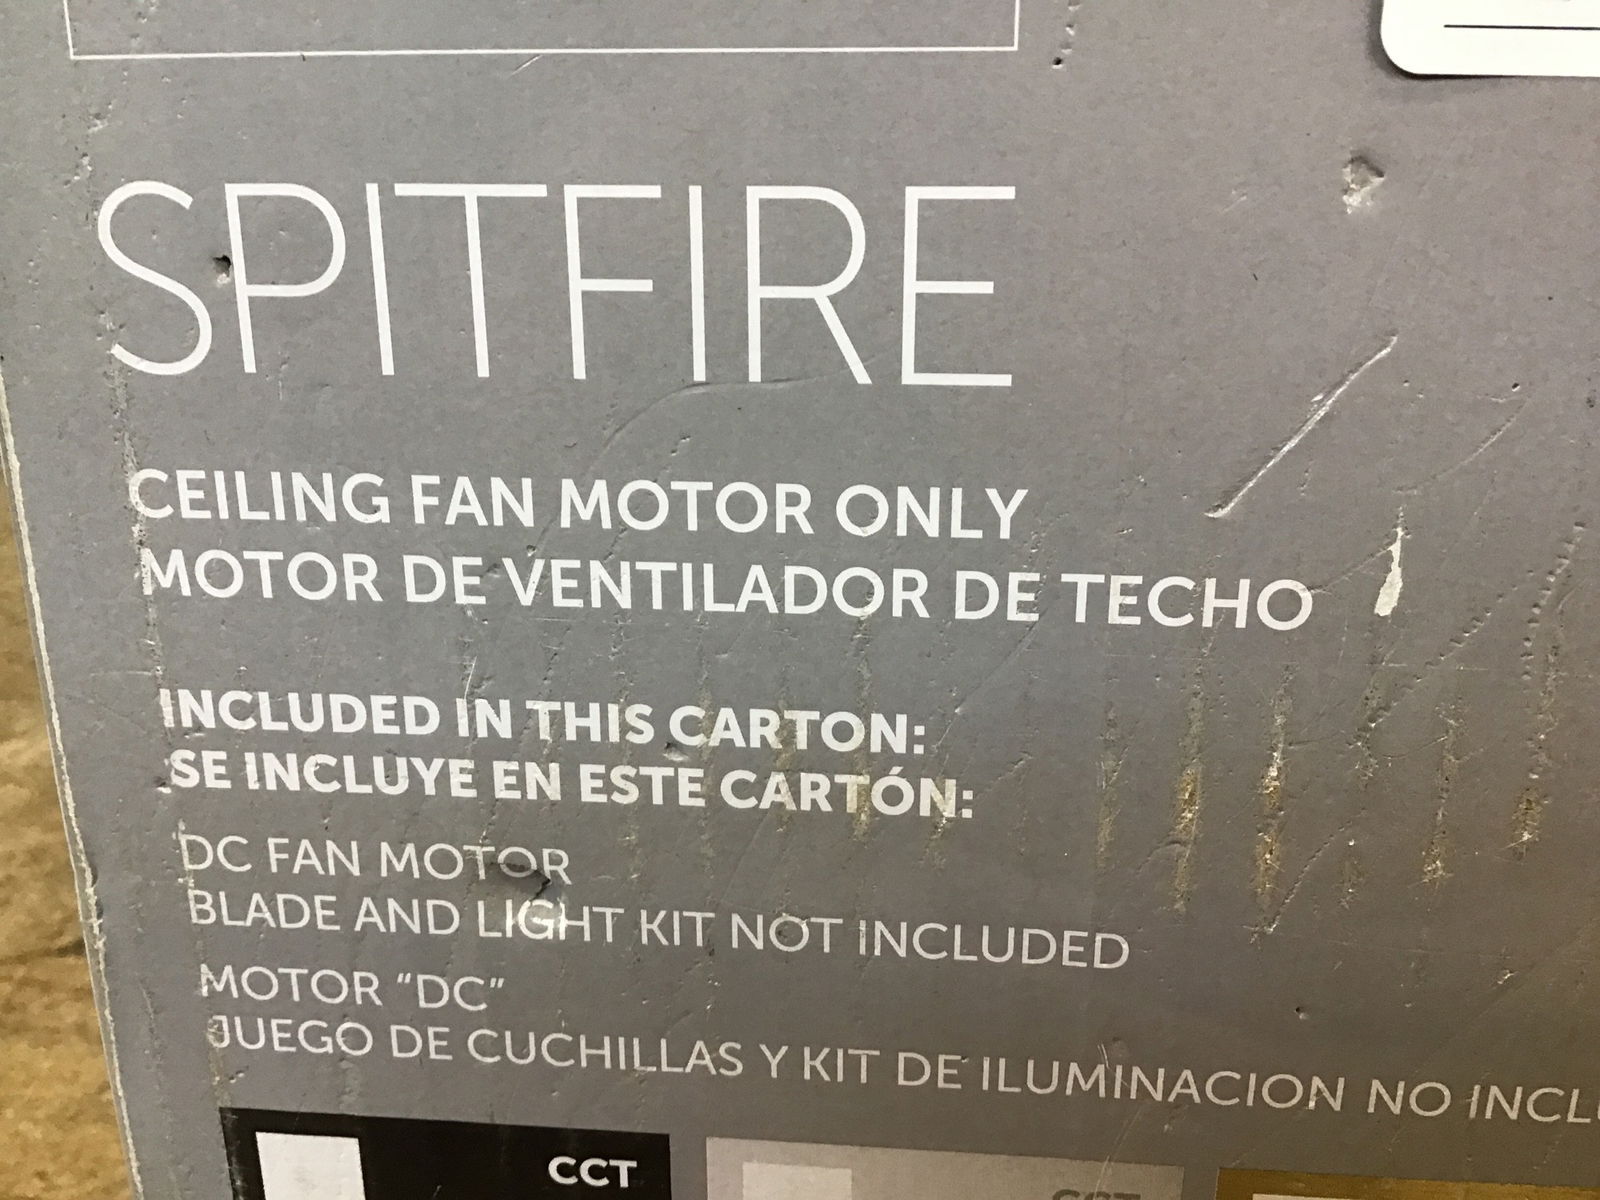 SPITFIRE
CEILING FAN MOTOR ONLY
MOTOR DE VENTILADOR DE TECHO
INCLUDED IN THIS CARTON:
SE INCLUYE EN ESTE CARTÓN:
DC FAN MOTOR
BLADE AND LIGHT KIT NOT INCLUDED
MOTOR “DC”
JUEGO DE CUCHILLAS Y KIT DE ILUMINACION NO
CCT